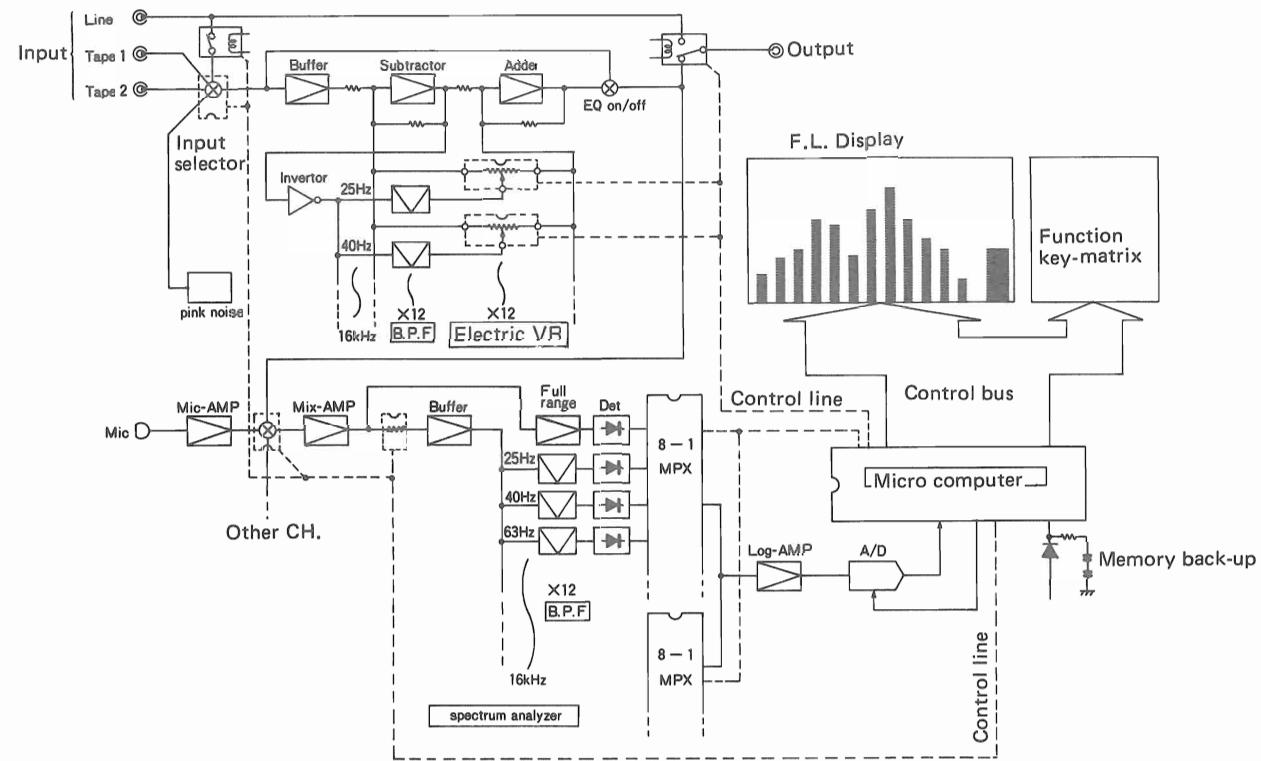 Line
Input
Tape 1
Tape 2
Output
Buffer
Subtractor
Adder
EQ on/off
Input
selector
F.L. Display
Invertor
25Hz
40Hz
Function
key-matrix
pink noise
16kHz
×12
B.P.F
×12
Electric VR
Control line
Control bus
Mic
Mic-AMP
Mix-AMP
Buffer
Full
range
Det
8 – 1
MPX
25Hz
40Hz
63Hz
Other CH.
Micro computer
Log-AMP
A/D
Memory back-up
×12
B.P.F
16kHz
8 – 1
MPX
Control line
spectrum analyzer